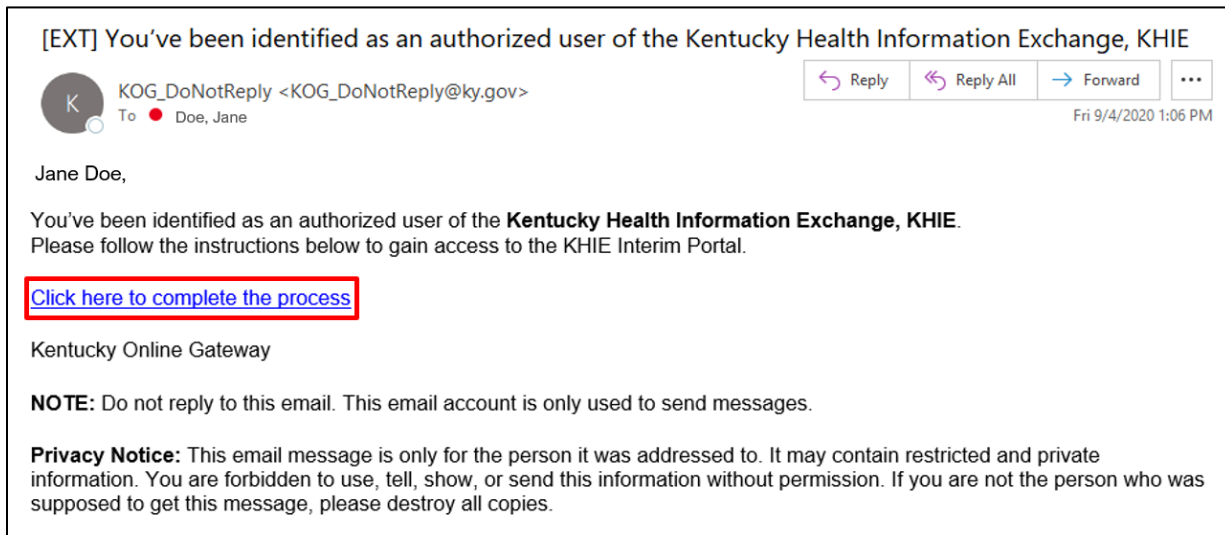 [EXT] You've been identified as an authorized user of the Kentucky Health Information Exchange, KHIE
K
KOG_DoNotReply <KOG_DoNotReply@ky.gov>
To Doe, Jane
Reply
Reply All
Forward
...
Fri 9/4/2020 1:06 PM
Jane Doe,
You've been identified as an authorized user of the Kentucky Health Information Exchange, KHIE.
Please follow the instructions below to gain access to the KHIE Interim Portal.
Click here to complete the process
Kentucky Online Gateway
NOTE: Do not reply to this email. This email account is only used to send messages.
Privacy Notice: This email message is only for the person it was addressed to. It may contain restricted and private
information. You are forbidden to use, tell, show, or send this information without permission. If you are not the person who was
supposed to get this message, please destroy all copies.